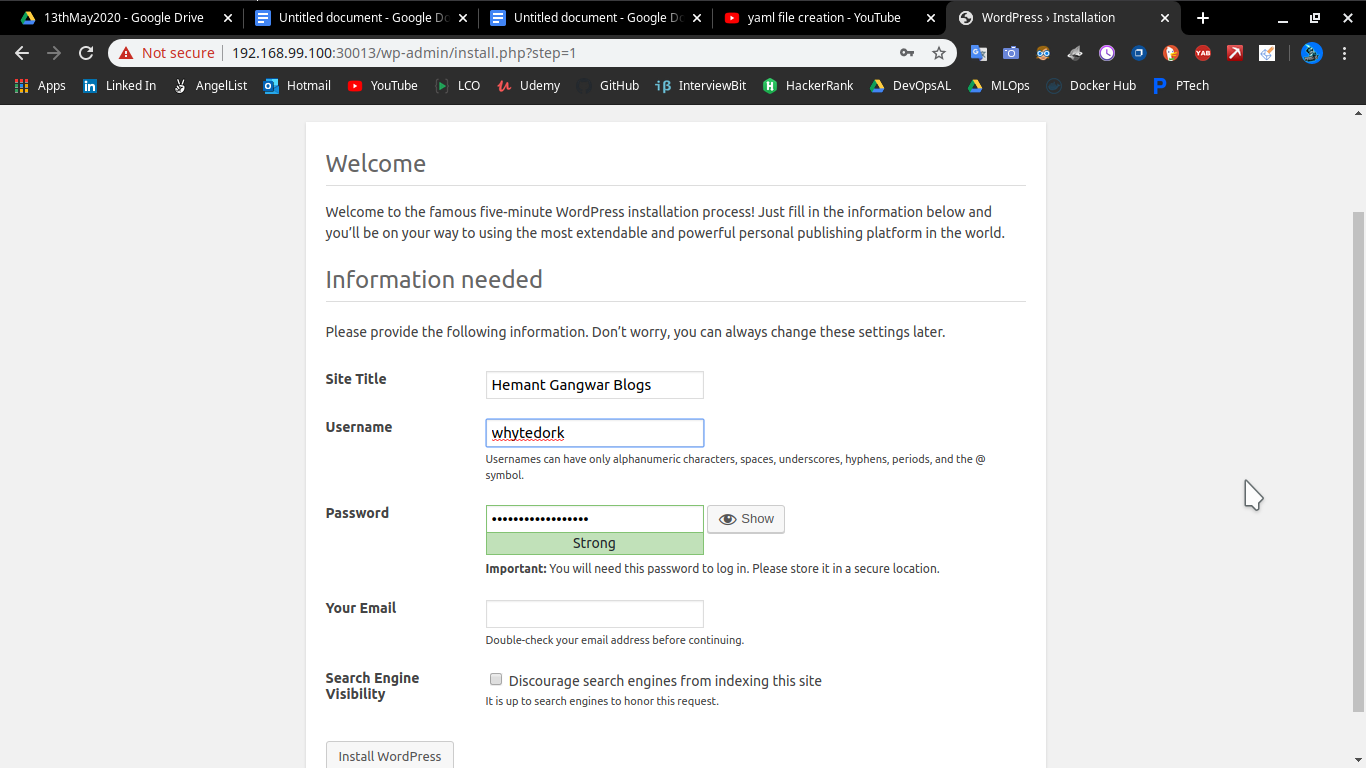 13thMay2020 - Google Drive
Untitled document - Google Do
Untitled document - Google Do
yaml file creation - YouTube
WordPress › Installation
Not secure
192.168.99.100:30013/wp-admin/install.php?step=1
YAB
Apps
in Linked In
AngelList
Hotmail
YouTube
LCO
Udemy
GitHub
iβ InterviewBit
HackerRank
DevOpsAL
MLOps
Docker Hub
PTech
Welcome
Welcome to the famous five-minute WordPress installation process! Just fill in the information below and
you’ll be on your way to using the most extendable and powerful personal publishing platform in the world.
Information needed
Please provide the following information. Don’t worry, you can always change these settings later.
Site Title
Hemant Gangwar Blogs
Username
whytedork
Usernames can have only alphanumeric characters, spaces, underscores, hyphens, periods, and the @
symbol.
Password
••••••••••••••••••
Show
Strong
Important: You will need this password to log in. Please store it in a secure location.
Your Email
Double-check your email address before continuing.
Search Engine
Visibility
Discourage search engines from indexing this site
It is up to search engines to honor this request.
Install WordPress